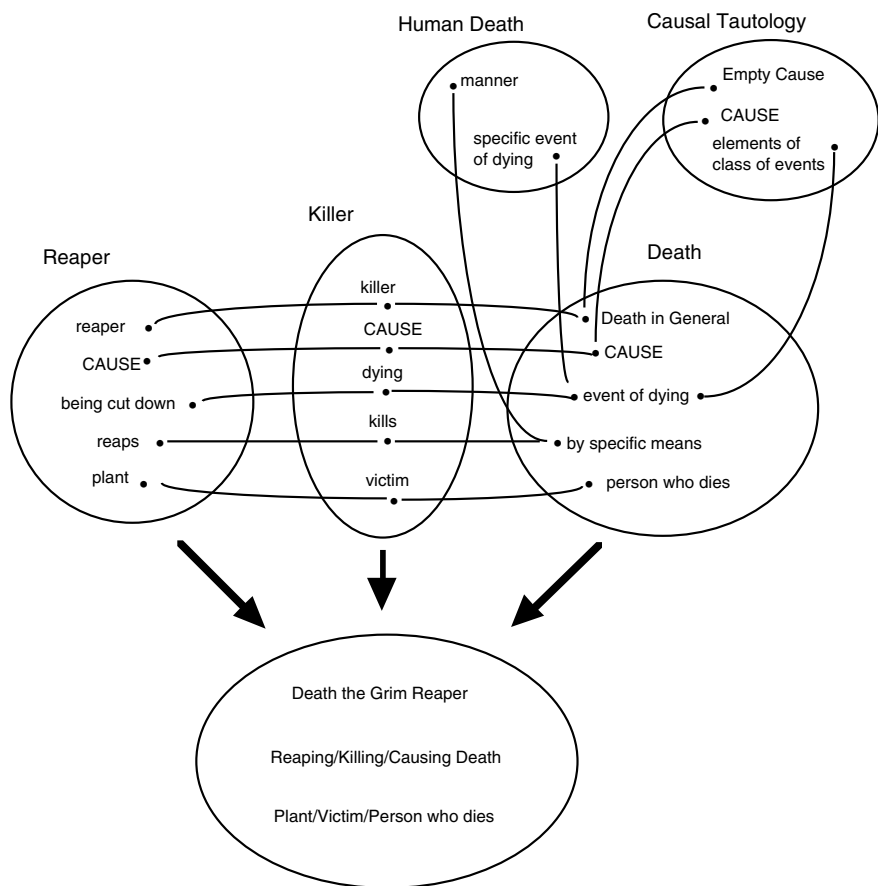 Human Death
manner
specific event
of dying
Causal Tautology
Empty Cause
CAUSE
elements of
class of events
Reaper
reaper
CAUSE
being cut down
reaps
plant
Killer
killer
CAUSE
dying
kills
victim
Death
Death in General
CAUSE
event of dying
by specific means
person who dies
Death the Grim Reaper
Reaping/Killing/Causing Death
Plant/Victim/Person who dies